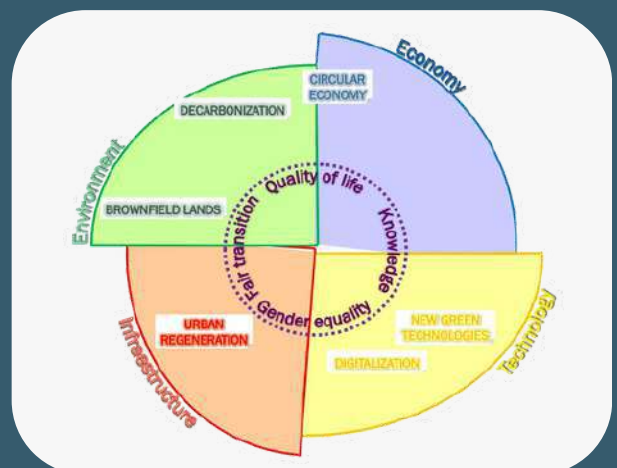 Economy
CIRCULAR
ECONOMY
DECARBONIZATION
Environment
BROWNFIELD LANDS
Quality of life
Knowledge
Gender equality
Fair transition
URBAN
REGENERATION
Infraestructure
NEW GREEN
TECHNOLOGIES
DIGITALIZATION
Technology